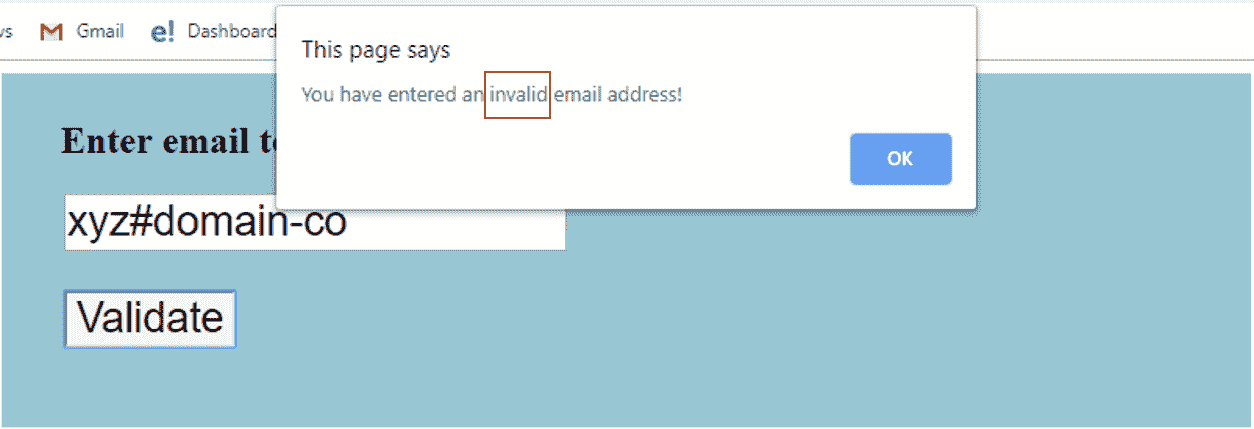 Gmail
e! Dashboard
This page says
You have entered an invalid email address!
OK
Enter email
xyz#domain-co
Validate